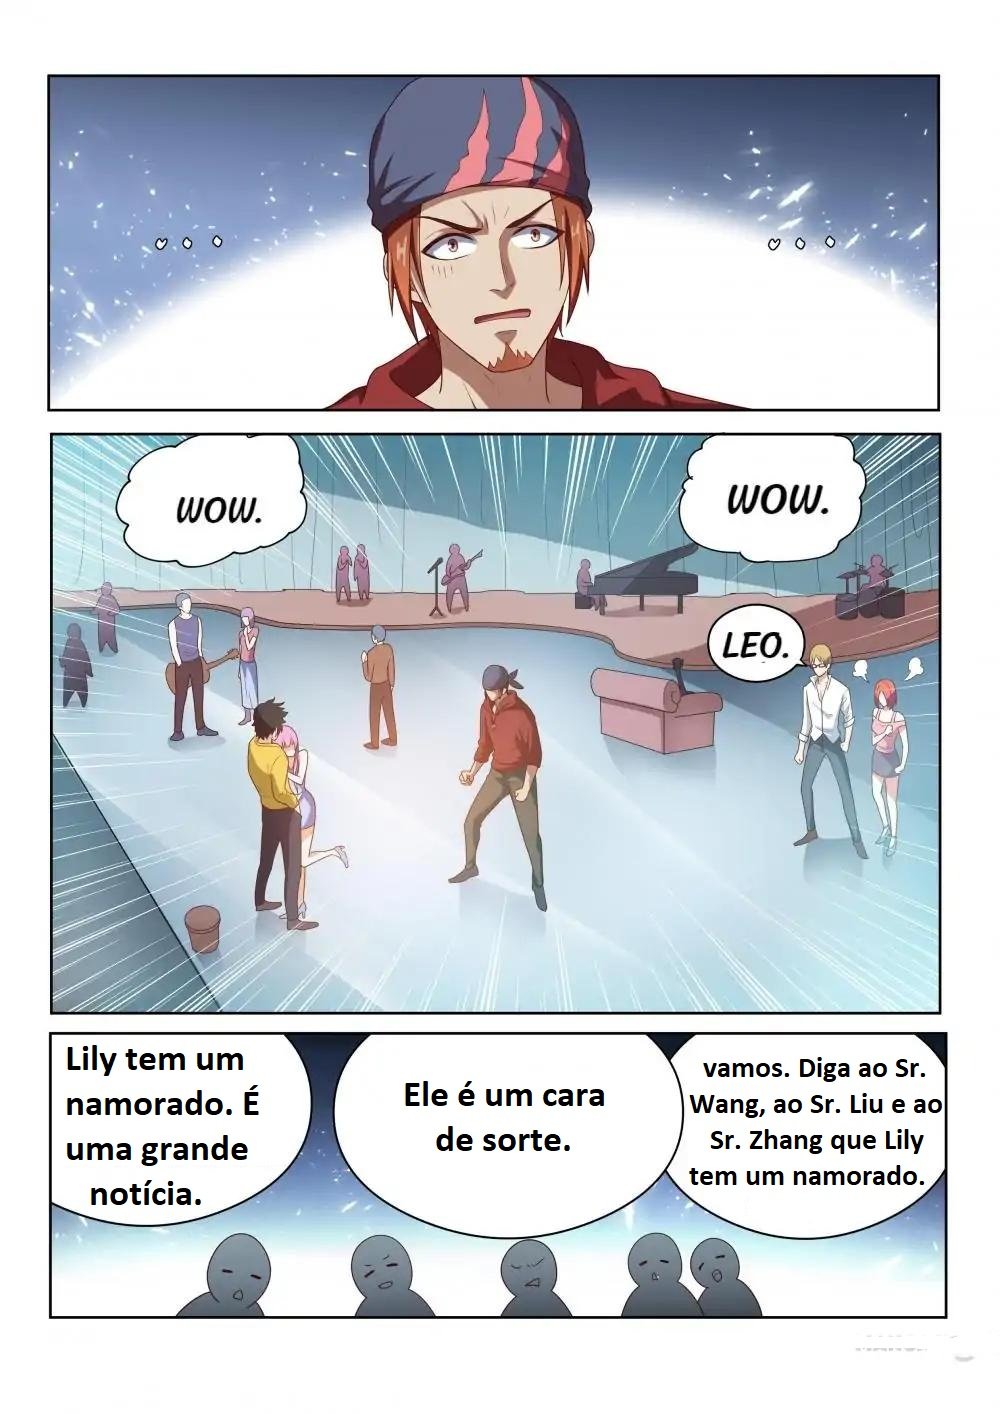 WOW.
WOW.
LEO.
Lily tem um
namorado. É
uma grande
notícia.
Ele é um cara
de sorte.
vamos. Diga ao Sr.
Wang, ao Sr. Liu e ao
Sr. Zhang que Lily
tem um namorado.